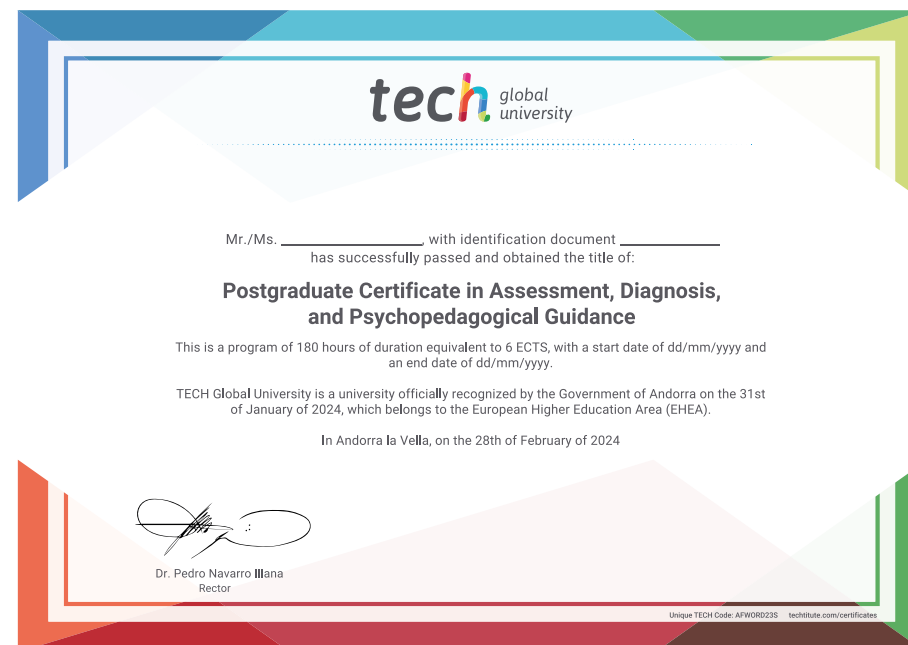 tech global university
Mr./Ms. ____________, with identification document ____________
has successfully passed and obtained the title of:
Postgraduate Certificate in Assessment, Diagnosis,
and Psychopedagogical Guidance
This is a program of 180 hours of duration equivalent to 6 ECTS, with a start date of dd/mm/yyyy and
an end date of dd/mm/yyyy.
TECH Global University is a university officially recognized by the Government of Andorra on the 31st
of January of 2024, which belongs to the European Higher Education Area (EHEA).
In Andorra la Vella, on the 28th of February of 2024
Dr. Pedro Navarro Illana
Rector
Unique TECH Code: AFWORD23S techtitute.com/certificates